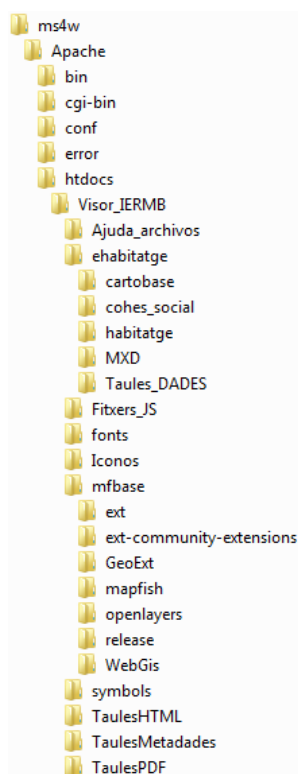 ms4w
Apache
bin
cgi-bin
conf
error
htdocs
Visor_IERMB
Ajuda_archivos
ehabitatge
cartobase
cohes_social
habitatge
MXD
Taules_DADES
Fitxers_JS
fonts
Iconos
mfbase
ext
ext-community-extensions
GeoExt
mapfish
openlayers
release
WebGis
symbols
TaulesHTML
TaulesMetadades
TaulesPDF